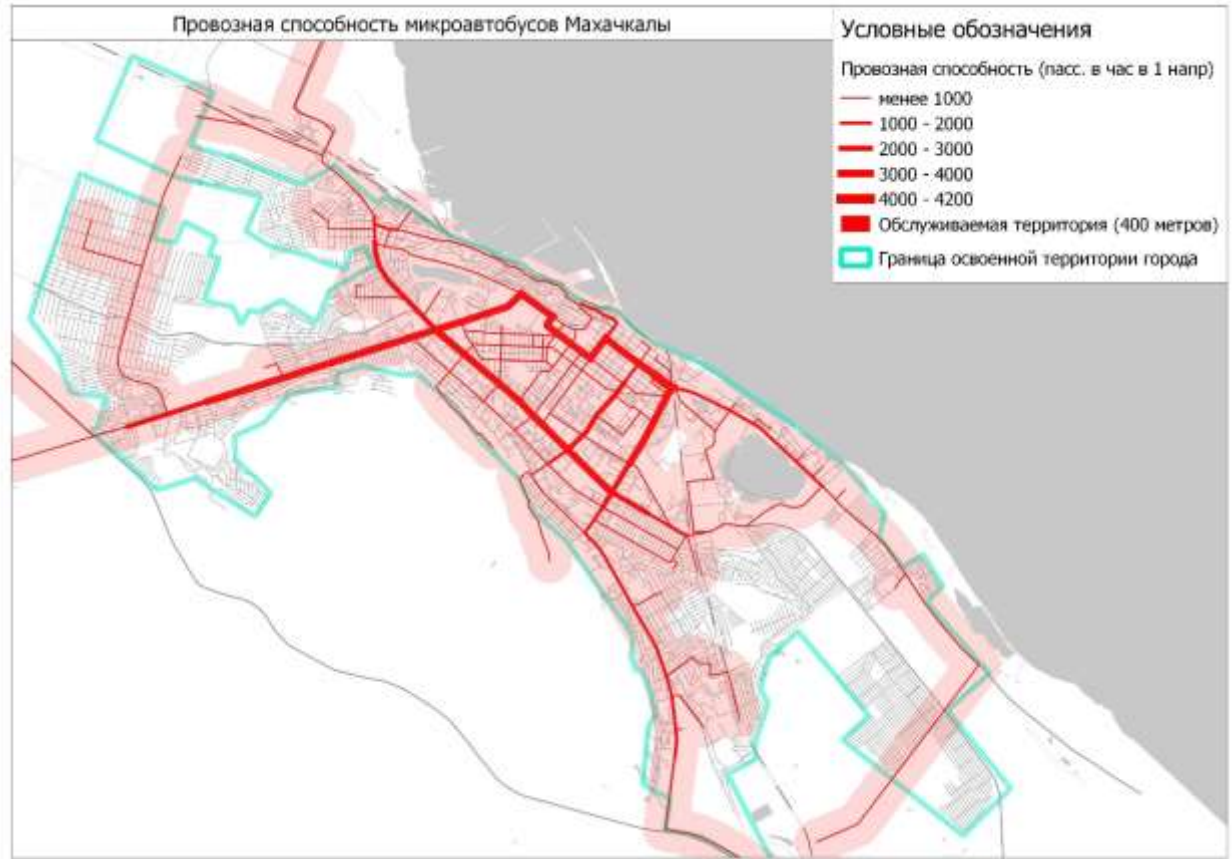 Провозная способность микроавтобусов Махачкалы
Условные обозначения
Провозная способность (пасс. в час в 1 напр)
менее 1000
1000 - 2000
2000 - 3000
3000 - 4000
4000 - 4200
Обслуживаемая территория (400 метров)
Граница освоенной территории города